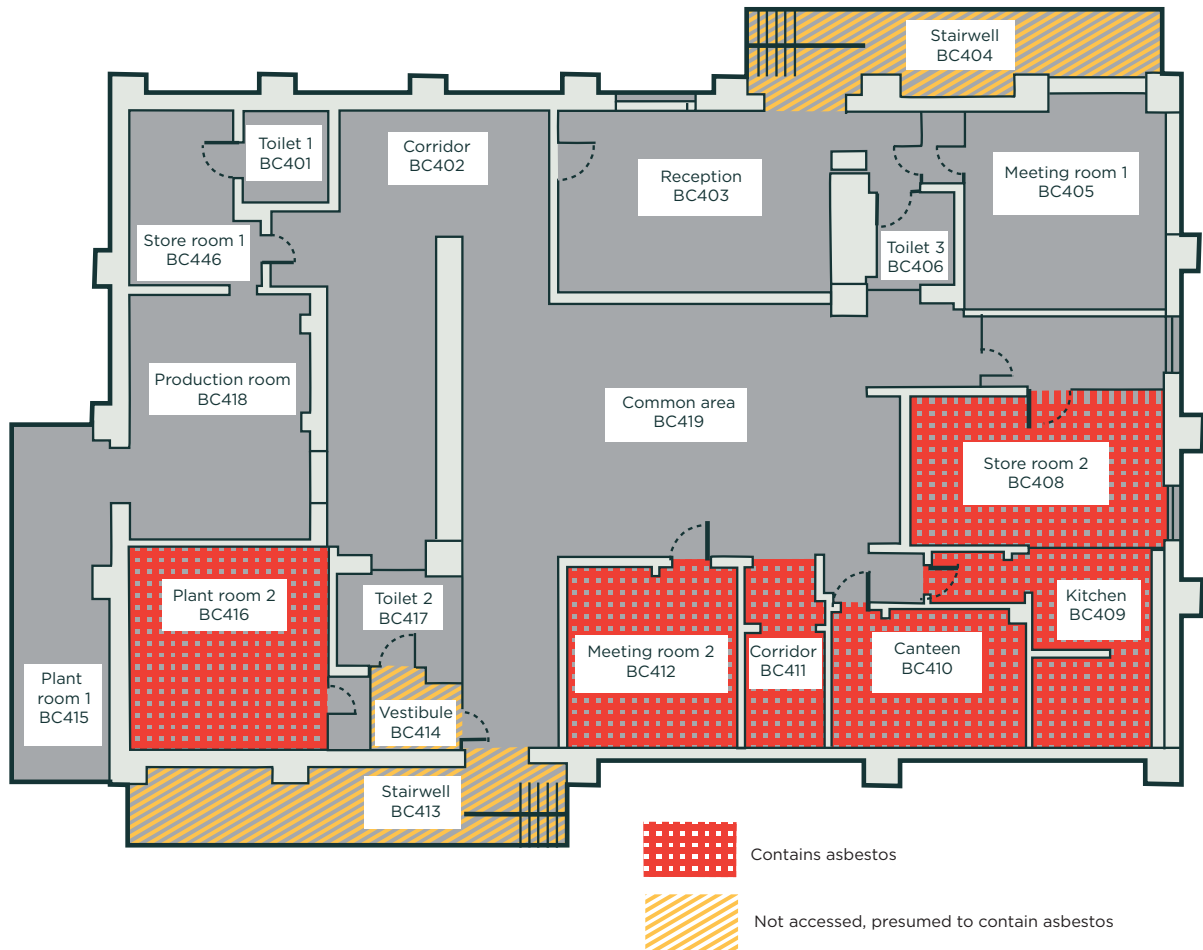 Stairwell
BC404
Toilet 1
BC401
Corridor
BC402
Reception
BC403
Meeting room 1
BC405
Store room 1
BC446
Toilet 3
BC406
Production room
BC418
Common area
BC419
Store room 2
BC408
Plant room 2
BC416
Toilet 2
BC417
Kitchen
BC409
Meeting room 2
BC412
Corridor
BC411
Canteen
BC410
Plant
room 1
BC415
Vestibule
BC414
Stairwell
BC413
Contains asbestos
Not accessed, presumed to contain asbestos